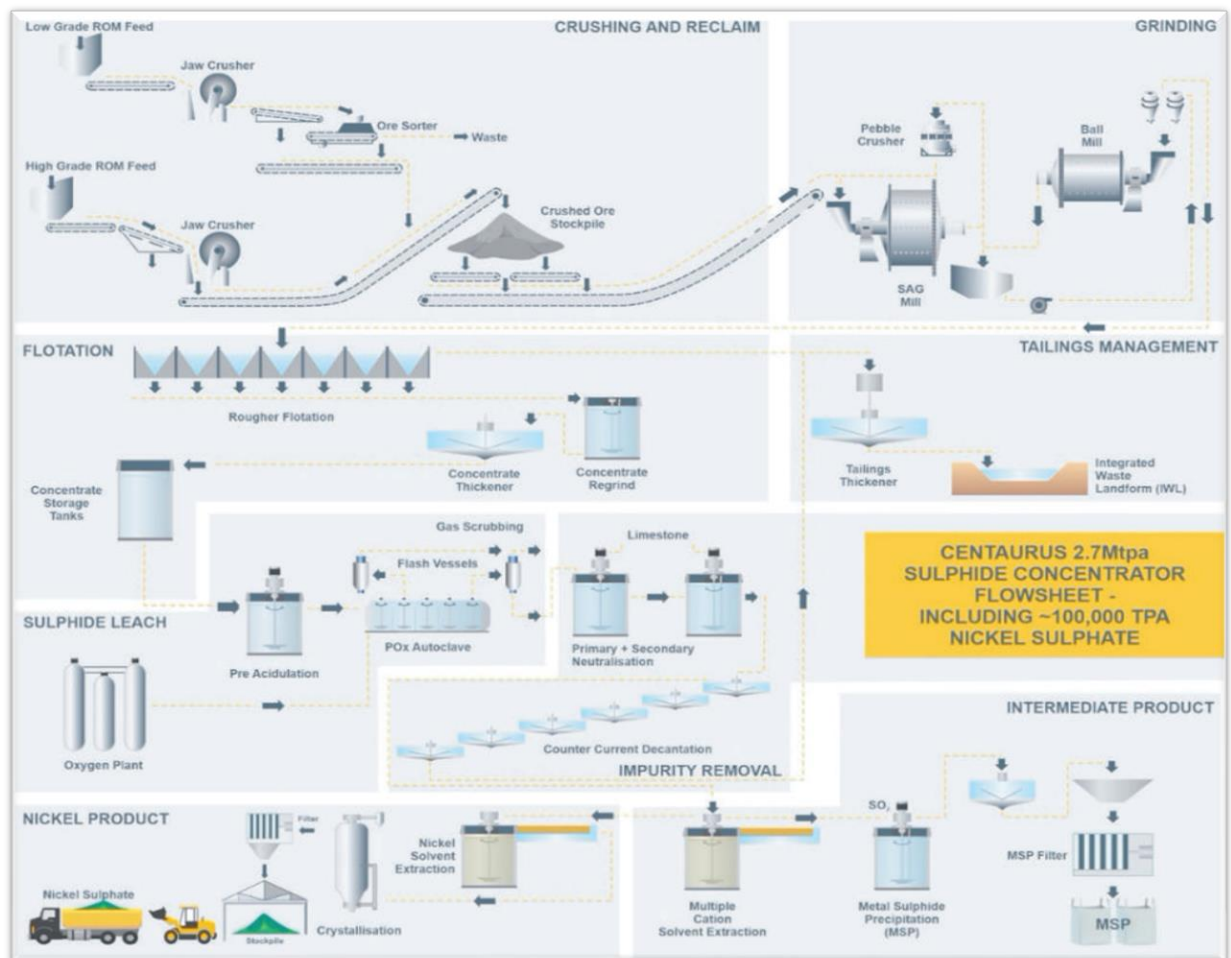 CRUSHING AND RECLAIM
Low Grade ROM Feed
Jaw Crusher
Ore Sorter
Waste
High Grade ROM Feed
Jaw Crusher
Crushed Ore
Stockpile
GRINDING
Pebble
Crusher
Ball
Mill
SAG
Mill
FLOTATION
Rougher Flotation
Concentrate
Thickener
Concentrate
Regrind
Concentrate
Storage
Tanks
TAILINGS MANAGEMENT
Tailings
Thickener
Integrated
Waste
Landform (IWL)
SULPHIDE LEACH
Gas Scrubbing
Flash Vessels
POx Autoclave
Pre Acidulation
Oxygen Plant
Limestone
Primary + Secondary
Neutralisation
Counter Current Decantation
IMPURITY REMOVAL
CENTAURUS 2.7Mtpa
SULPHIDE CONCENTRATOR
FLOWSHEET -
INCLUDING ~100,000 TPA
NICKEL SULPHATE
NICKEL PRODUCT
Filter
Nickel
Solvent
Extraction
Nickel Sulphate
Stockpile
Crystallisation
INTERMEDIATE PRODUCT
SO2
Multiple
Cation
Solvent Extraction
Metal Sulphide
Precipitation
(MSP)
MSP Filter
MSP